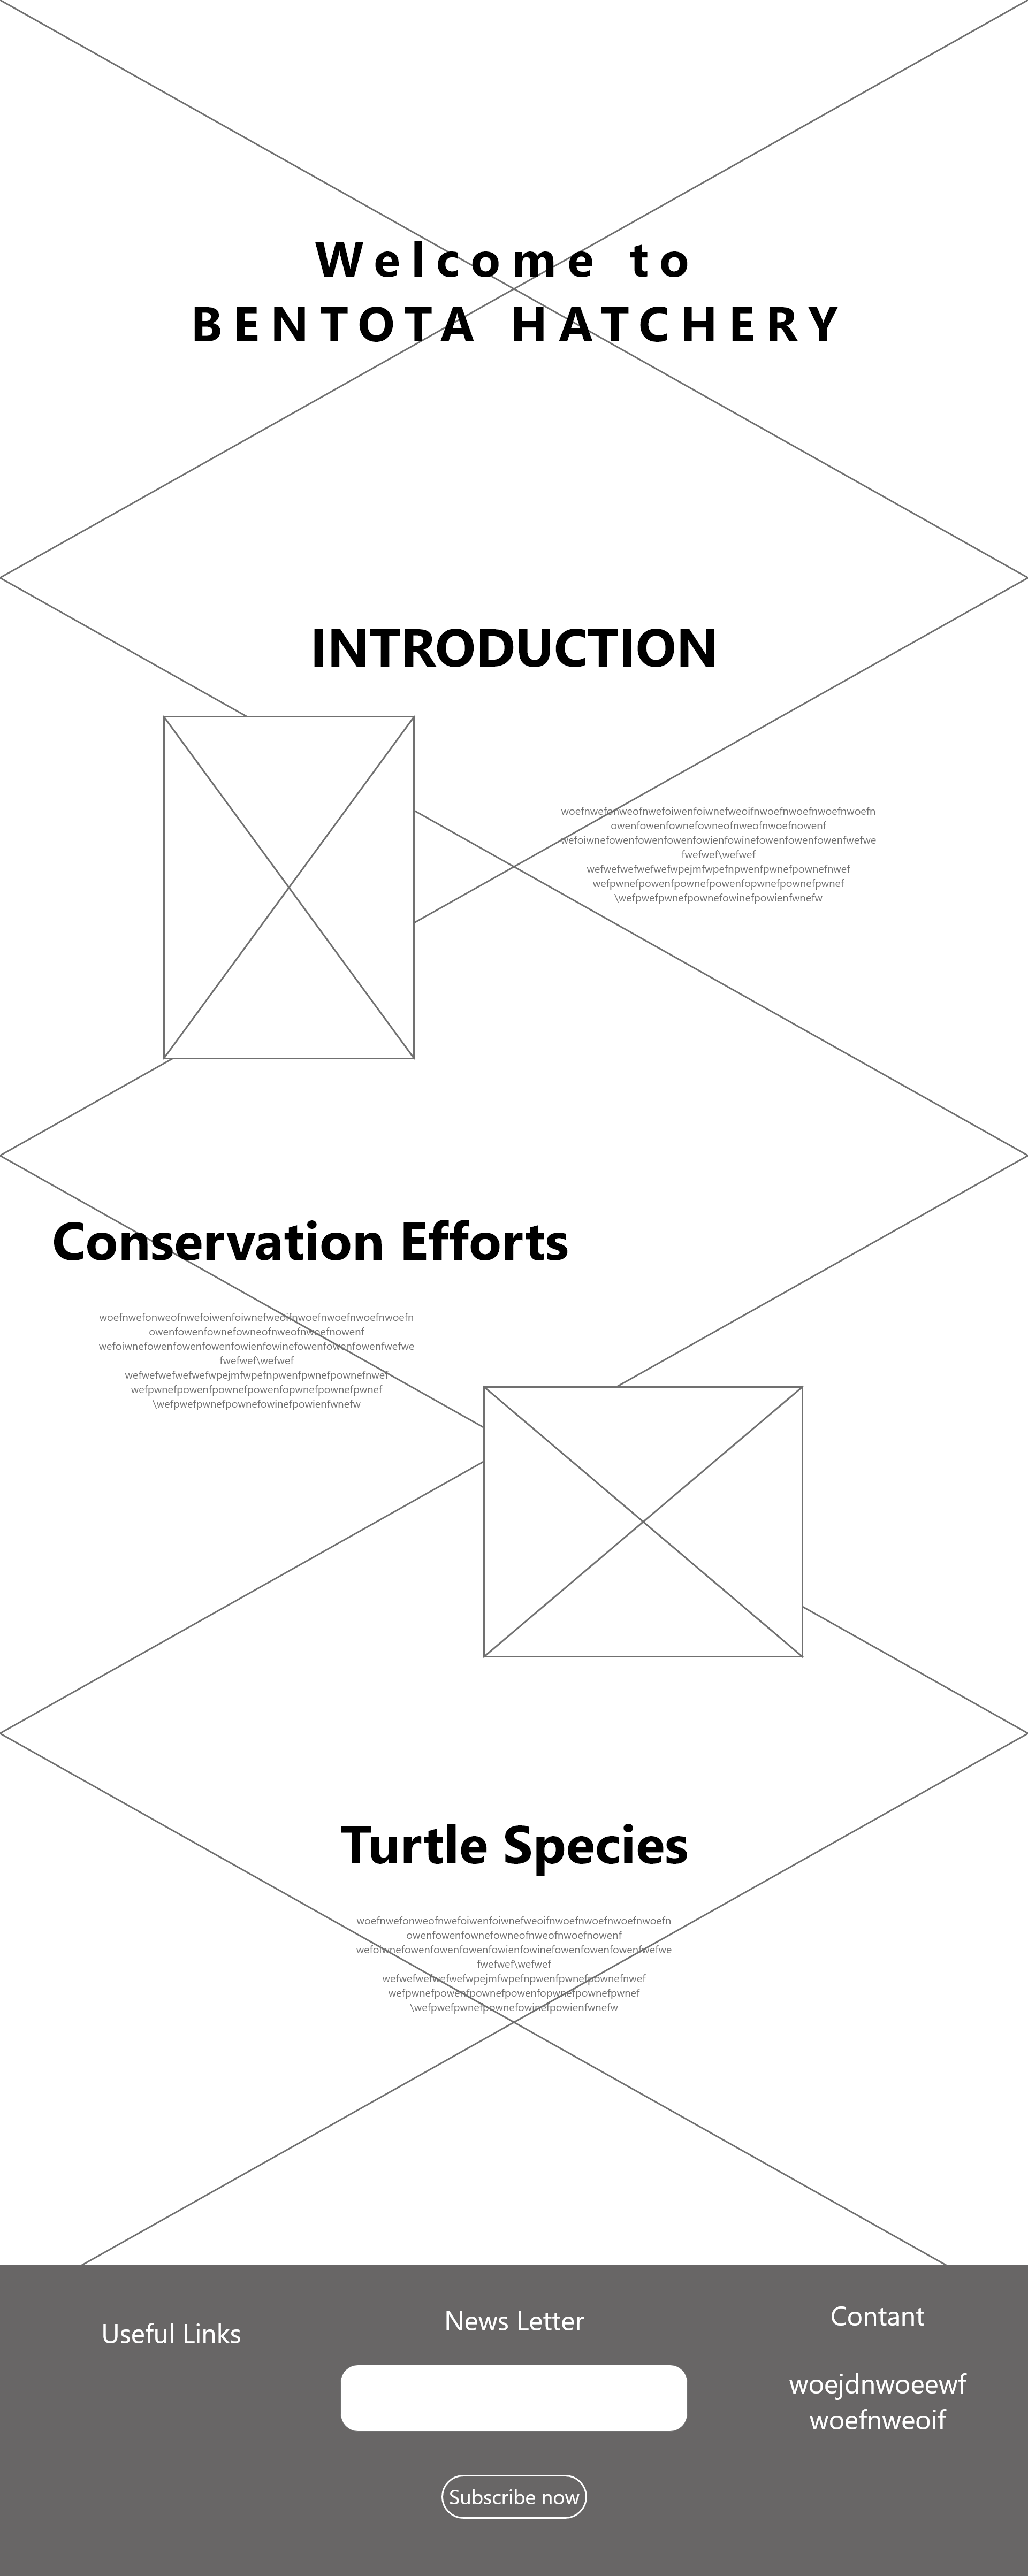 Welcome to
BENTOTA HATCHERY
INTRODUCTION
woefnwefonweofnwefoiwenfoiwnefweoifnwoefnwoefnwoefnwoefn
owenfowenfownefowneofnweofnwoefnowenf
wefoiwnefowenfowenfowenfowienfowinefowenfowenfowenfwefwe
fwefwef\wefwef
wefwefwefwefwefwpejmfwpefnpwenfpwnefpownefnwef
wefpwnefpowenfpownefpowenfopwnefpownefpwnef
\wefpwefpwnefpownefowinefpowienfwnefw
Conservation Efforts
woefnwefonweofnwefoiwenfoiwnefweoifnwoefnwoefnwoefnwoefn
owenfowenfownefowneofnweofnwoefnowenf
wefoiwnefowenfowenfowenfowienfowinefowenfowenfowenfwefwe
fwefwef\wefwef
wefwefwefwefwefwpejmfwpefnpwenfpwnefpownefnwef
wefpwnefpowenfpownefpowenfopwnefpownefpwnef
\wefpwefpwnefpownefowinefpowienfwnefw
Turtle Species
woefnwefonweofnwefoiwenfoiwnefweoifnwoefnwoefnwoefnwoefn
owenfowenfownefowneofnweofnwoefnowenf
wefoiwnefowenfowenfowenfowienfowinefowenfowenfowenfwefwe
fwefwef\wefwef
wefwefwefwefwefwpejmfwpefnpwenfpwnefpownefnwef
wefpwnefpowenfpownefpowenfopwnefpownefpwnef
\wefpwefpwnefpownefowinefpowienfwnefw
Useful Links
News Letter
Subscribe now
Contant
woejdnwoeewf
woefnweoif